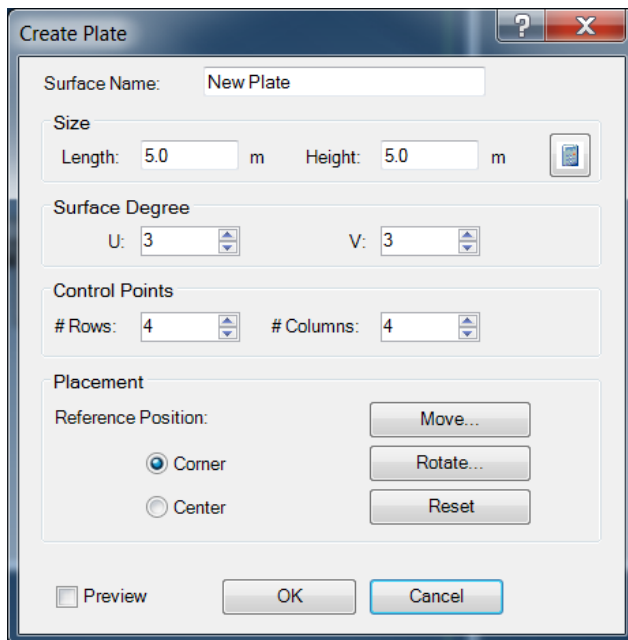 Create Plate ?
Surface Name: New Plate
Size
Length: 5.0 m Height: 5.0 m
Surface Degree
U: 3 V: 3
Control Points
# Rows: 4 # Columns: 4
Placement
Reference Position: Move...
Corner Rotate...
Center Reset
Preview OK Cancel